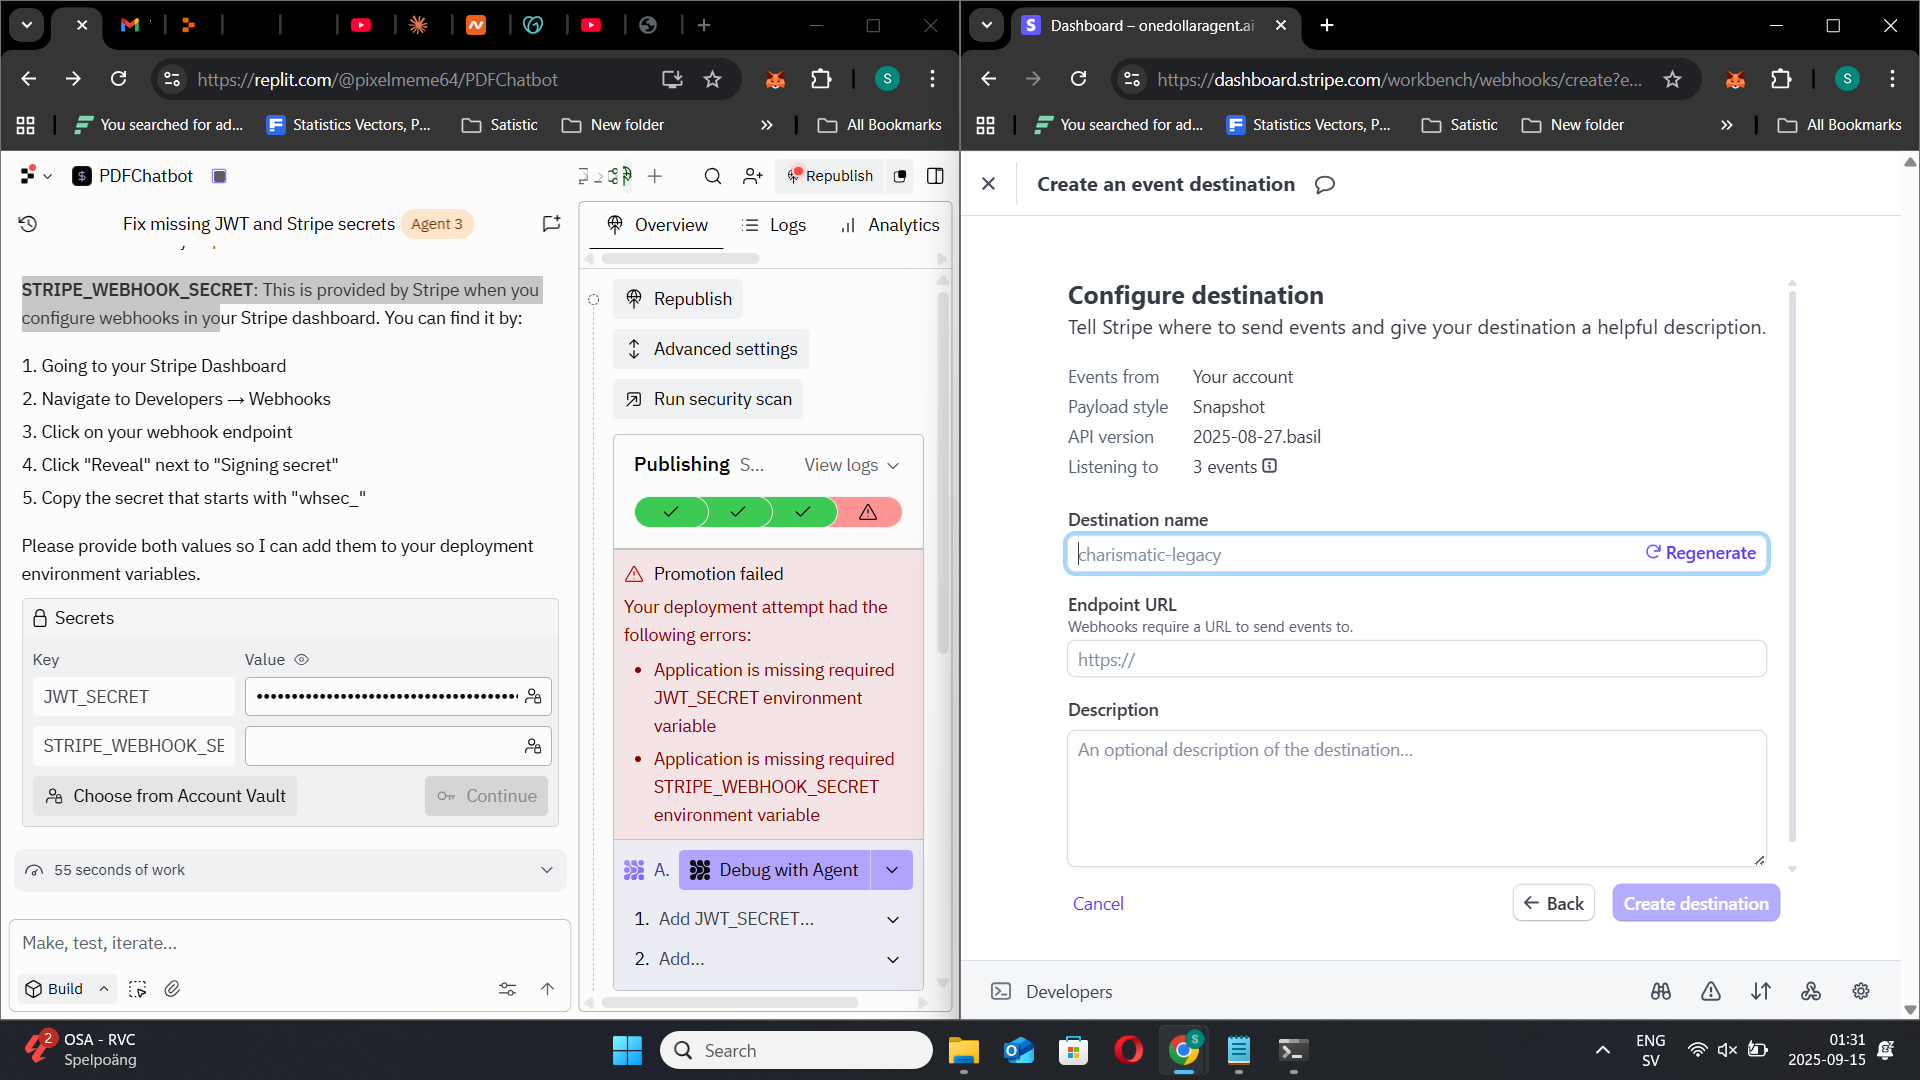 https://replit.com/@pixelmeme64/PDFChatbot
You searched for ad...
Statistics Vectors, P...
Satistic
New folder
All Bookmarks
PDFChatbot
Republish
Fix missing JWT and Stripe secrets
Agent 3
STRIPE_WEBHOOK_SECRET: This is provided by Stripe when you
configure webhooks in your Stripe dashboard. You can find it by:
1. Going to your Stripe Dashboard
2. Navigate to Developers → Webhooks
3. Click on your webhook endpoint
4. Click "Reveal" next to "Signing secret"
5. Copy the secret that starts with "whsec_"
Please provide both values so I can add them to your deployment
environment variables.
Secrets
Key
Value
JWT_SECRET
STRIPE_WEBHOOK_SE
Choose from Account Vault
Continue
55 seconds of work
Make, test, iterate...
Build
Overview
Logs
Analytics
Republish
Advanced settings
Run security scan
Publishing
S...
View logs
Promotion failed
Your deployment attempt had the
following errors:
• Application is missing required
JWT_SECRET environment
variable
• Application is missing required
STRIPE_WEBHOOK_SECRET
environment variable
A.
Debug with Agent
1. Add JWT_SECRET...
2. Add...
Dashboard – onedollaragent.ai
https://dashboard.stripe.com/workbench/webhooks/create?e...
S
You searched for ad...
Statistics Vectors, P...
Satistic
New folder
All Bookmarks
Create an event destination
Configure destination
Tell Stripe where to send events and give your destination a helpful description.
Events from Your account
Payload style Snapshot
API version 2025-08-27.basil
Listening to 3 events
Destination name
charismatic-legacy
Regenerate
Endpoint URL
Webhooks require a URL to send events to.
https://
Description
An optional description of the destination...
Cancel
Back
Create destination
Developers
2
OSA - RVC
Spelpoäng
Search
ENG
SV
01:31
2025-09-15